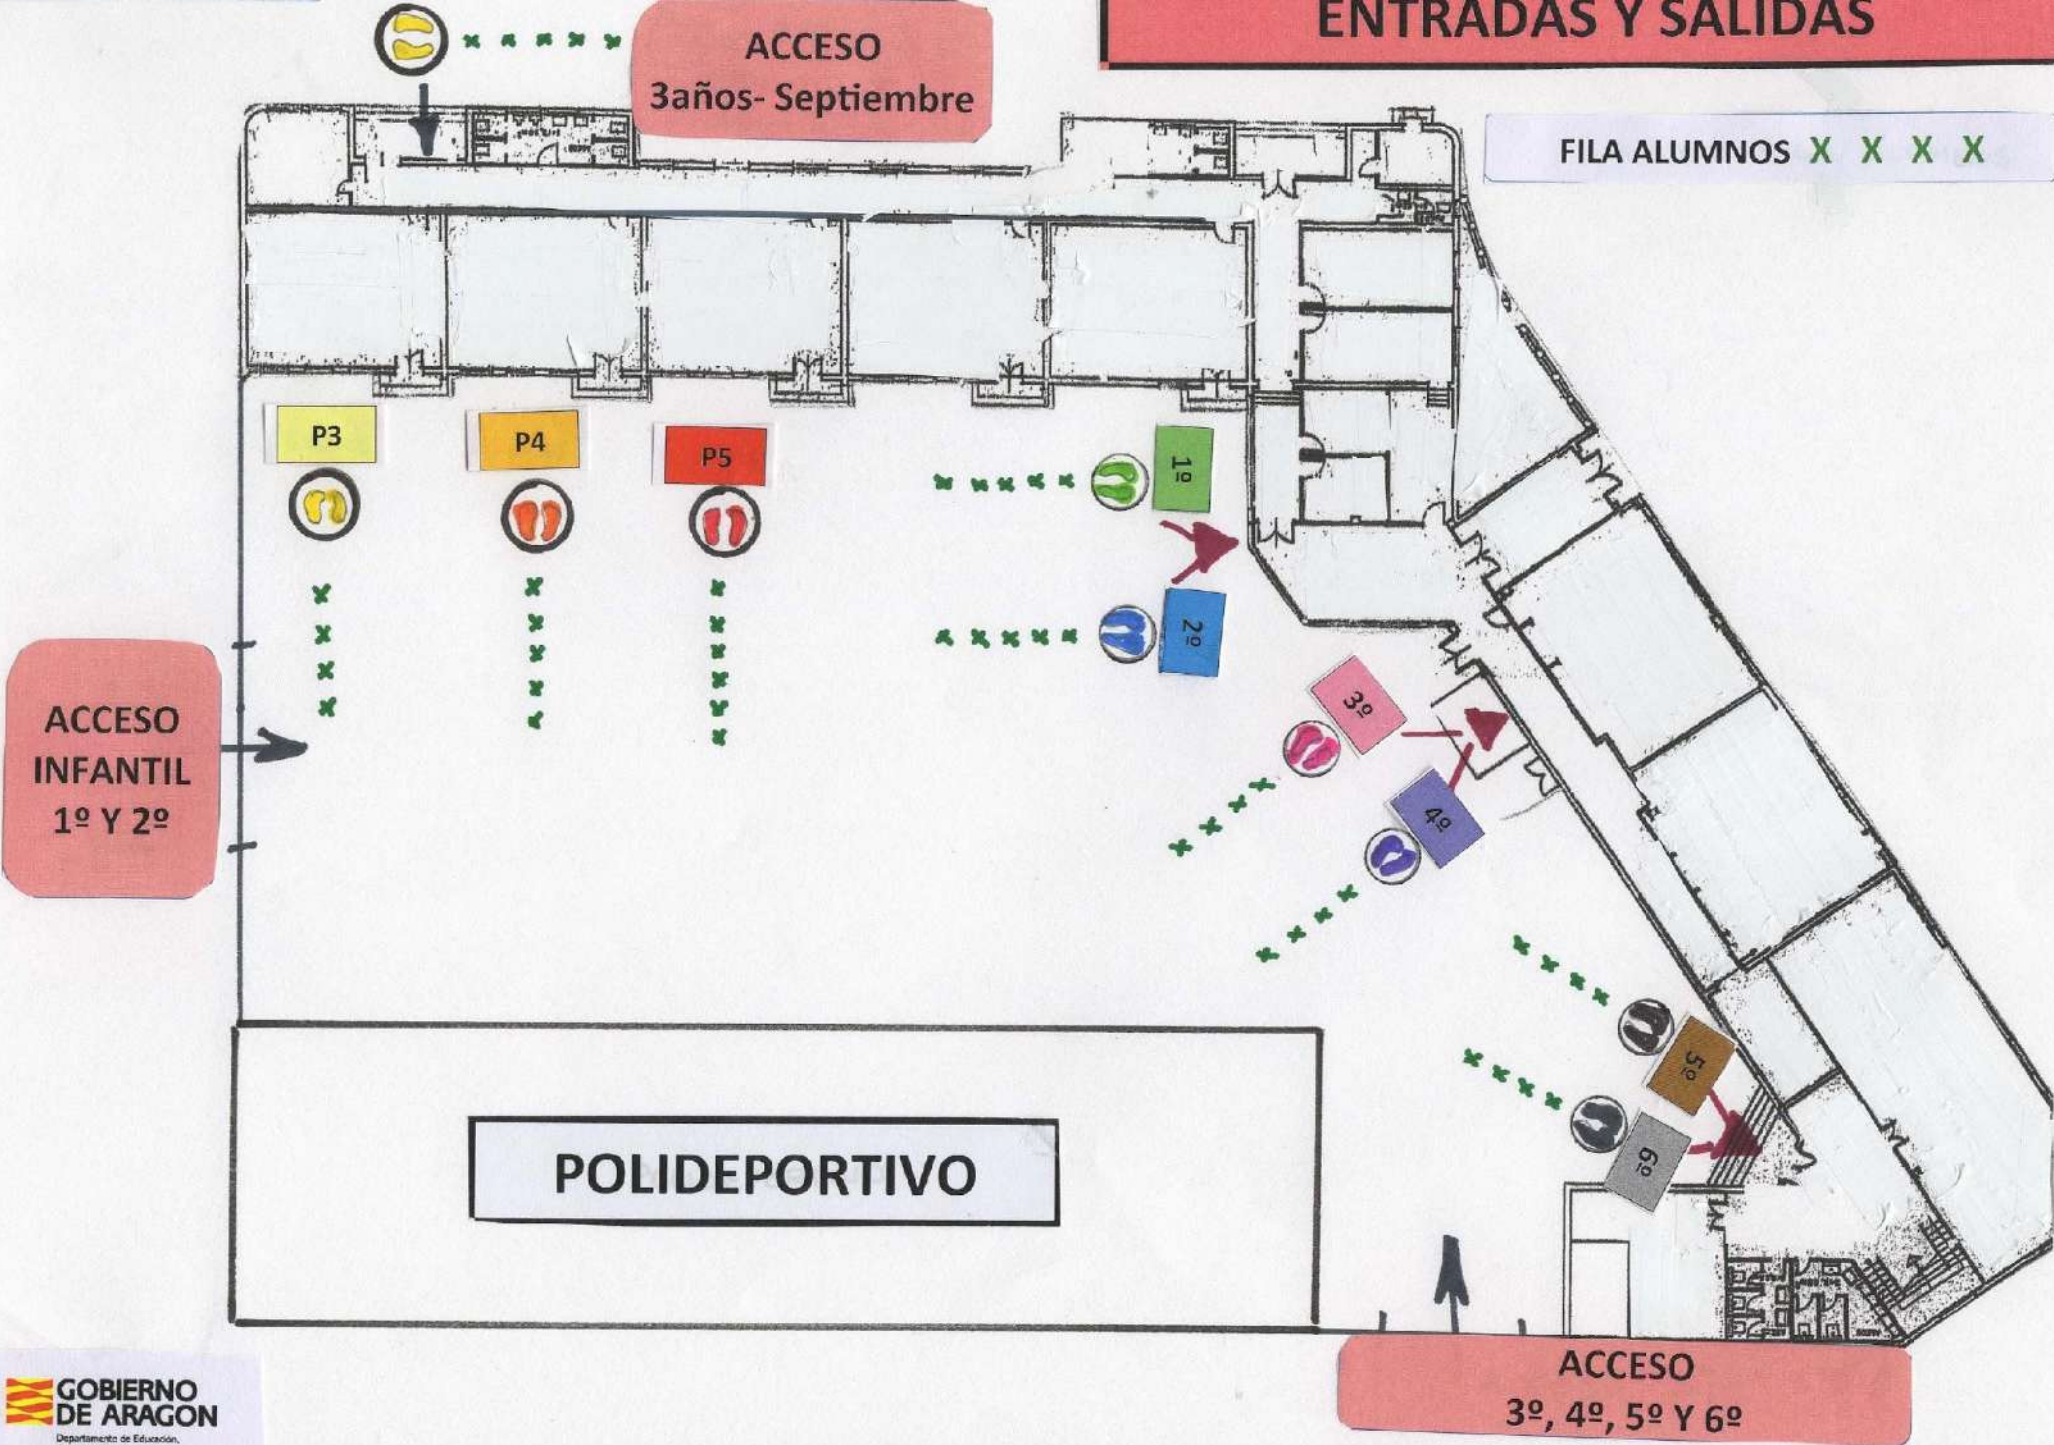 ENTRADAS Y SALIDAS
ACCESO
3años- Septiembre
FILA ALUMNOS X X X X
P3
P4
P5
1º
2º
3º
4º
5º
6º
ACCESO
INFANTIL
1º Y 2º
POLIDEPORTIVO
ACCESO
3º, 4º, 5º Y 6º
GOBIERNO
DE ARAGON
Departamento de Educación,